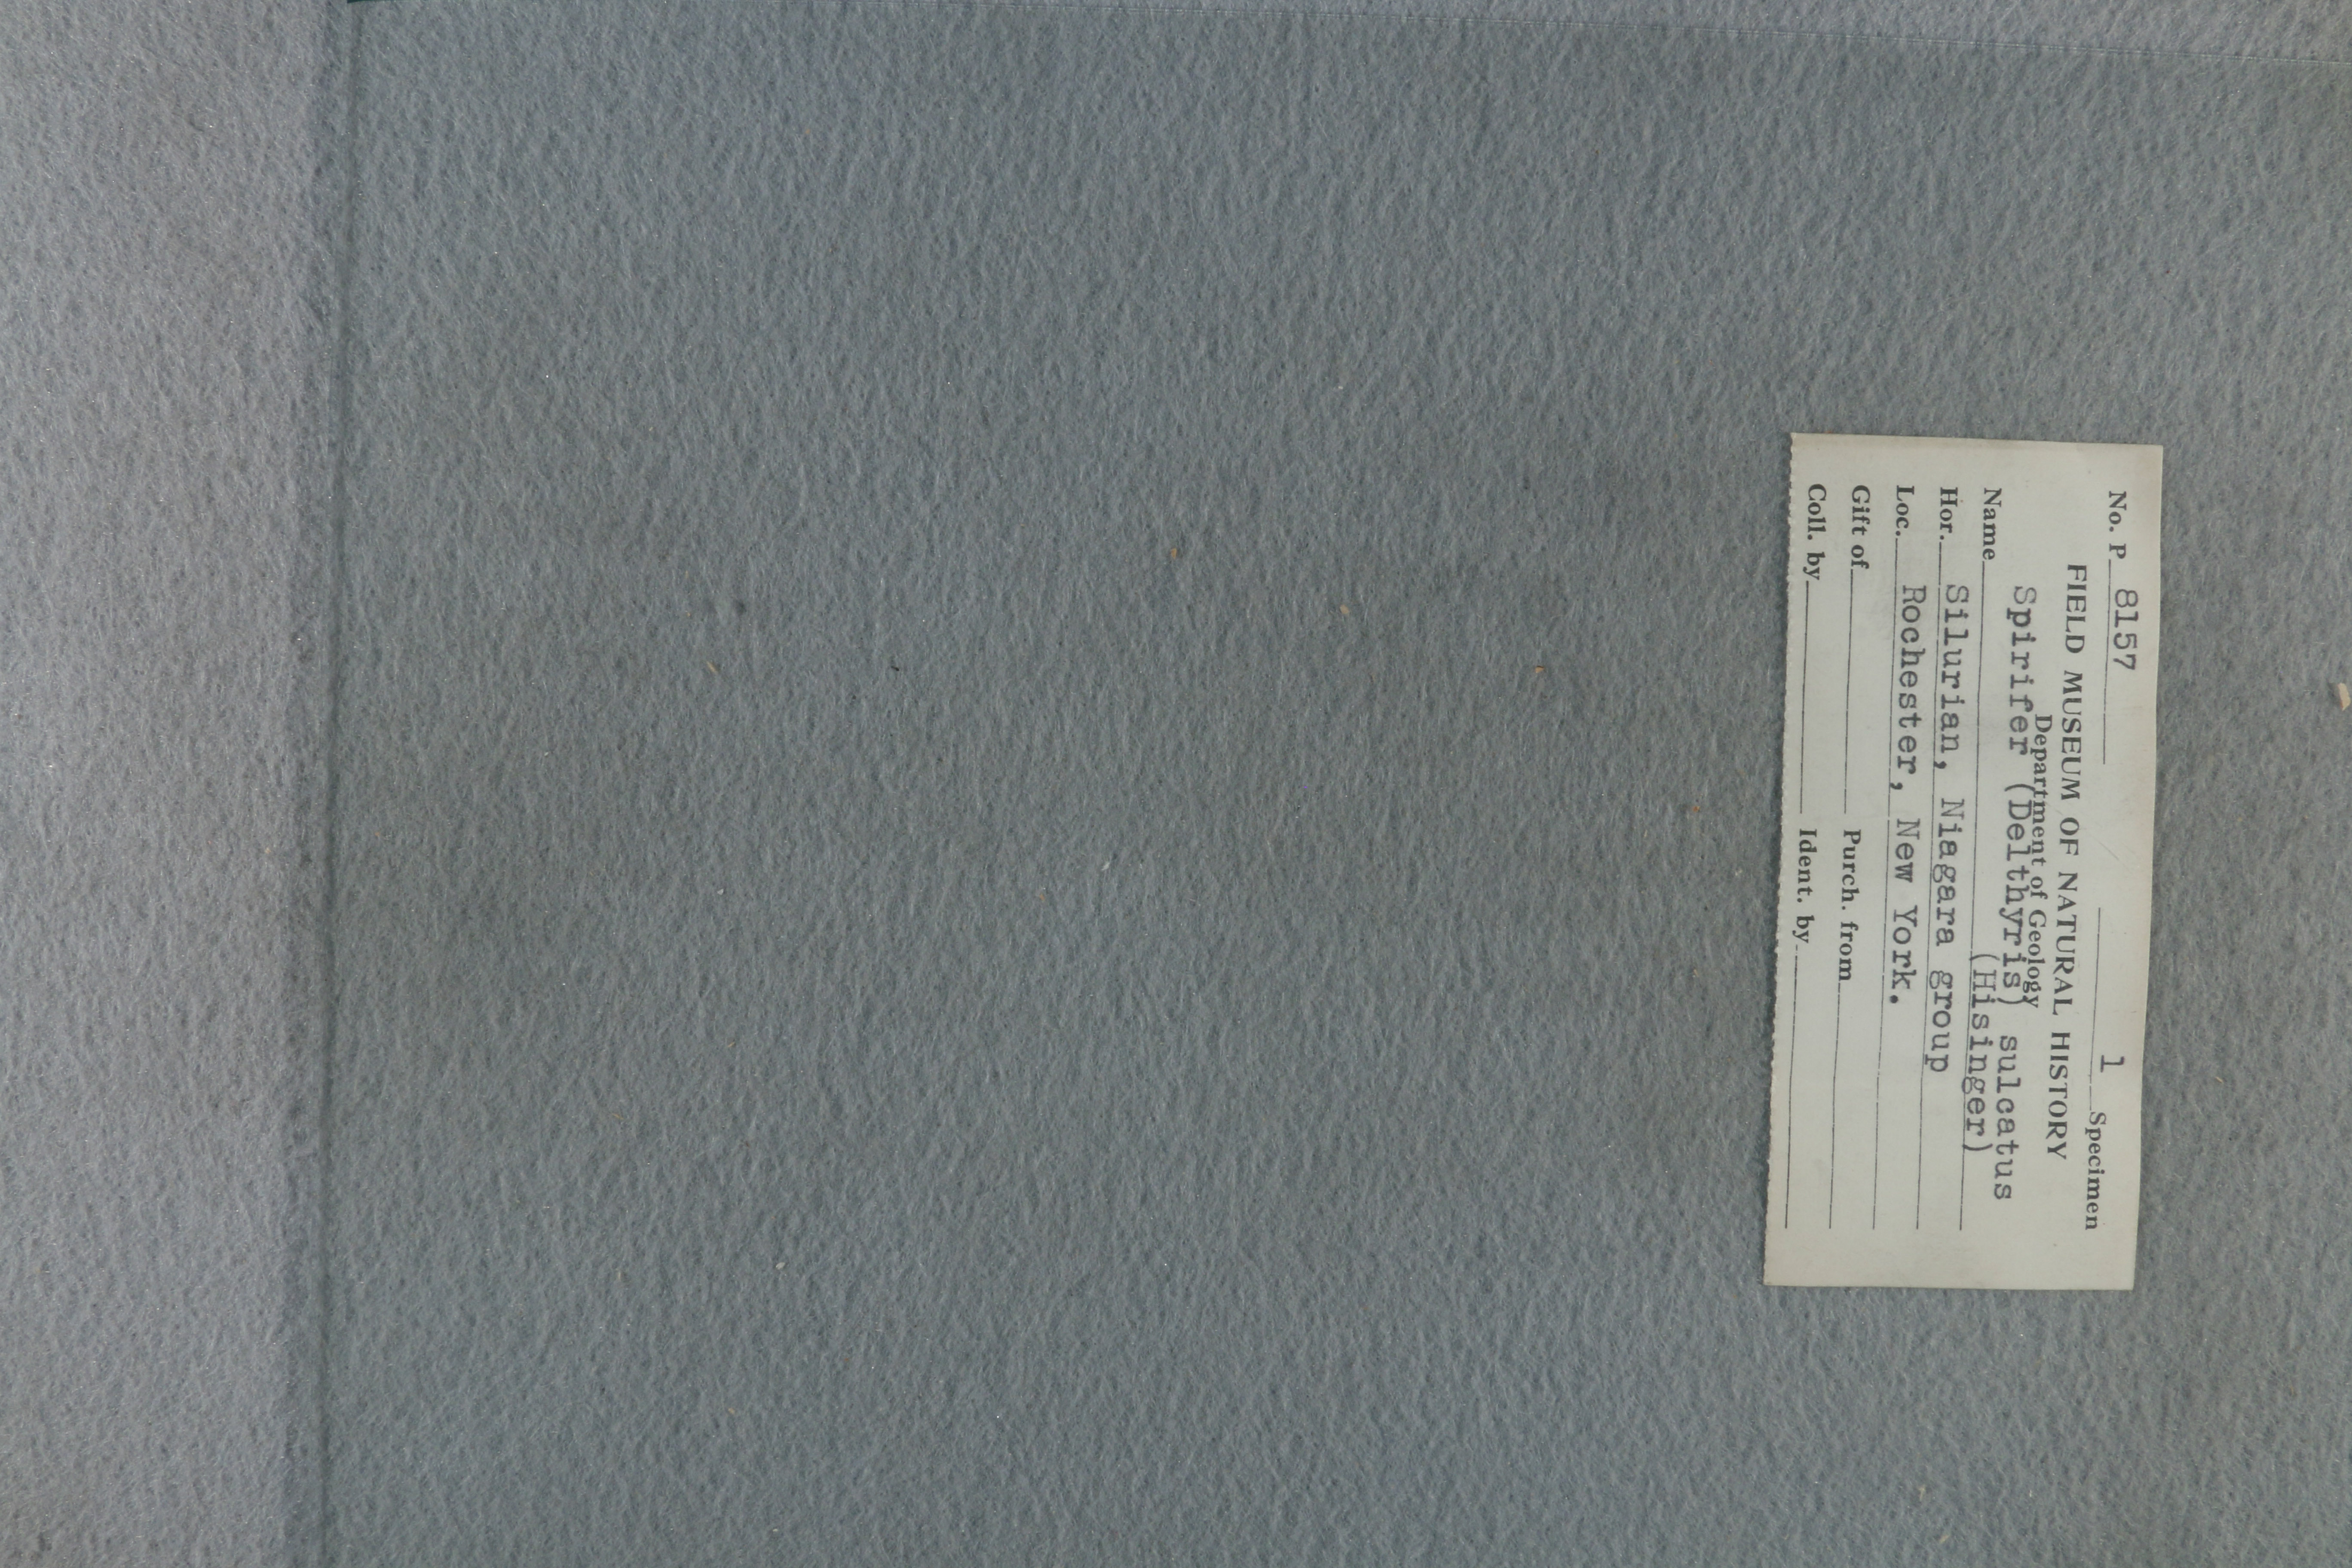 No. P 8157 1 Specimen
FIELD MUSEUM OF NATURAL HISTORY
Department of Geology
Spirifer (Delthyris) sulcatus
Name (Hisinger)
Hor. Silurian, Niagara group
Loc. Rochester, New York.
Gift of Purch. from
Coll. by Ident. by